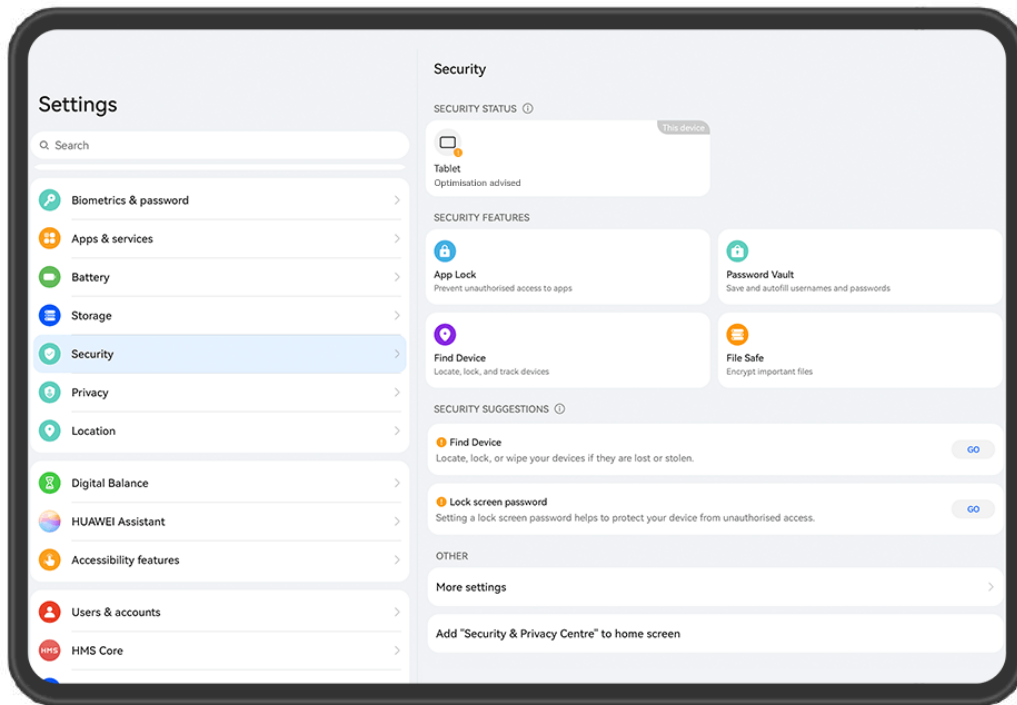 Settings
Search
Biometrics & password
Apps & services
Battery
Storage
Security
Privacy
Location
Digital Balance
HUAWEI Assistant
Accessibility features
Users & accounts
HMS
HMS Core
Security
SECURITY STATUS
This device
Tablet
Optimisation advised
SECURITY FEATURES
App Lock
Prevent unauthorised access to apps
Password Vault
Save and autofill usernames and passwords
Find Device
Locate, lock, and track devices
File Safe
Encrypt important files
SECURITY SUGGESTIONS
Find Device
Locate, lock, or wipe your devices if they are lost or stolen.
GO
Lock screen password
Setting a lock screen password helps to protect your device from unauthorised access.
GO
OTHER
More settings
Add "Security & Privacy Centre" to home screen